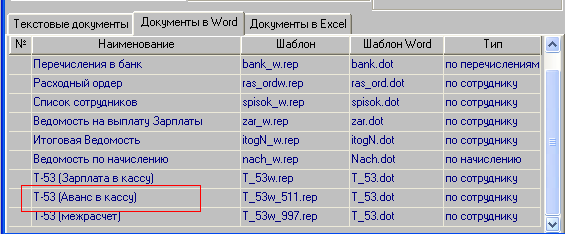 Текстовые документы Документы в Word Документы в Excel
№ Наименование Шаблон Шаблон Word Тип
Перечисления в банк bank_w.rep bank.dot по перечислениям
Расходный ордер ras_ordw.rep ras_ord.dot по сотруднику
Список сотрудников spisok_w.rep spisok.dot по сотруднику
Ведомость на выплату Зарплаты zar_w.rep zar.dot по сотруднику
Итоговая Ведомость itogN_w.rep itogN.dot по сотруднику
Ведомость по начислению nach_w.rep Nach.dot по начислению
Т-53 (Зарплата в кассу) T_53w.rep T_53.dot по сотруднику
Т-53 (Аванс в кассу) T_53w_511.rep T_53.dot по сотруднику
Т-53 (межрасчет) T_53w_997.rep T_53.dot по сотруднику